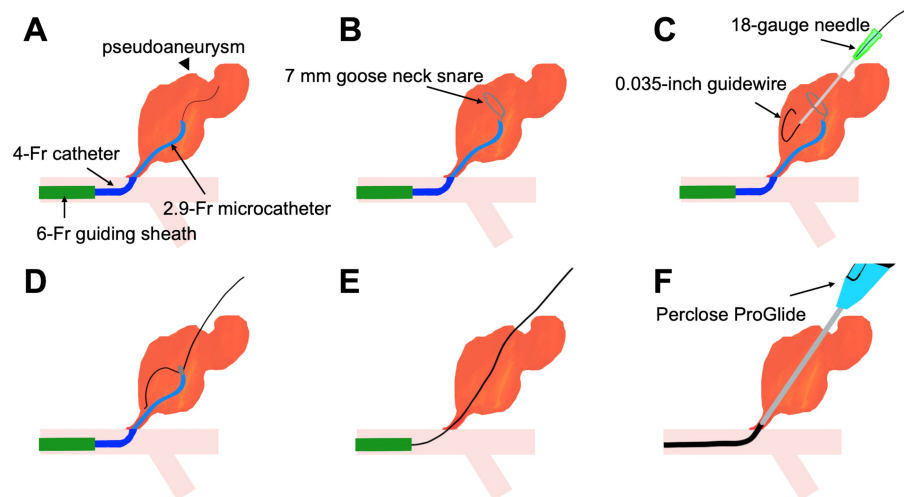 A
pseudoaneurysm
4-Fr catheter
2.9-Fr microcatheter
6-Fr guiding sheath
B
7 mm goose neck snare
C
18-gauge needle
0.035-inch guidewire
D
E
F
Perclose ProGlide